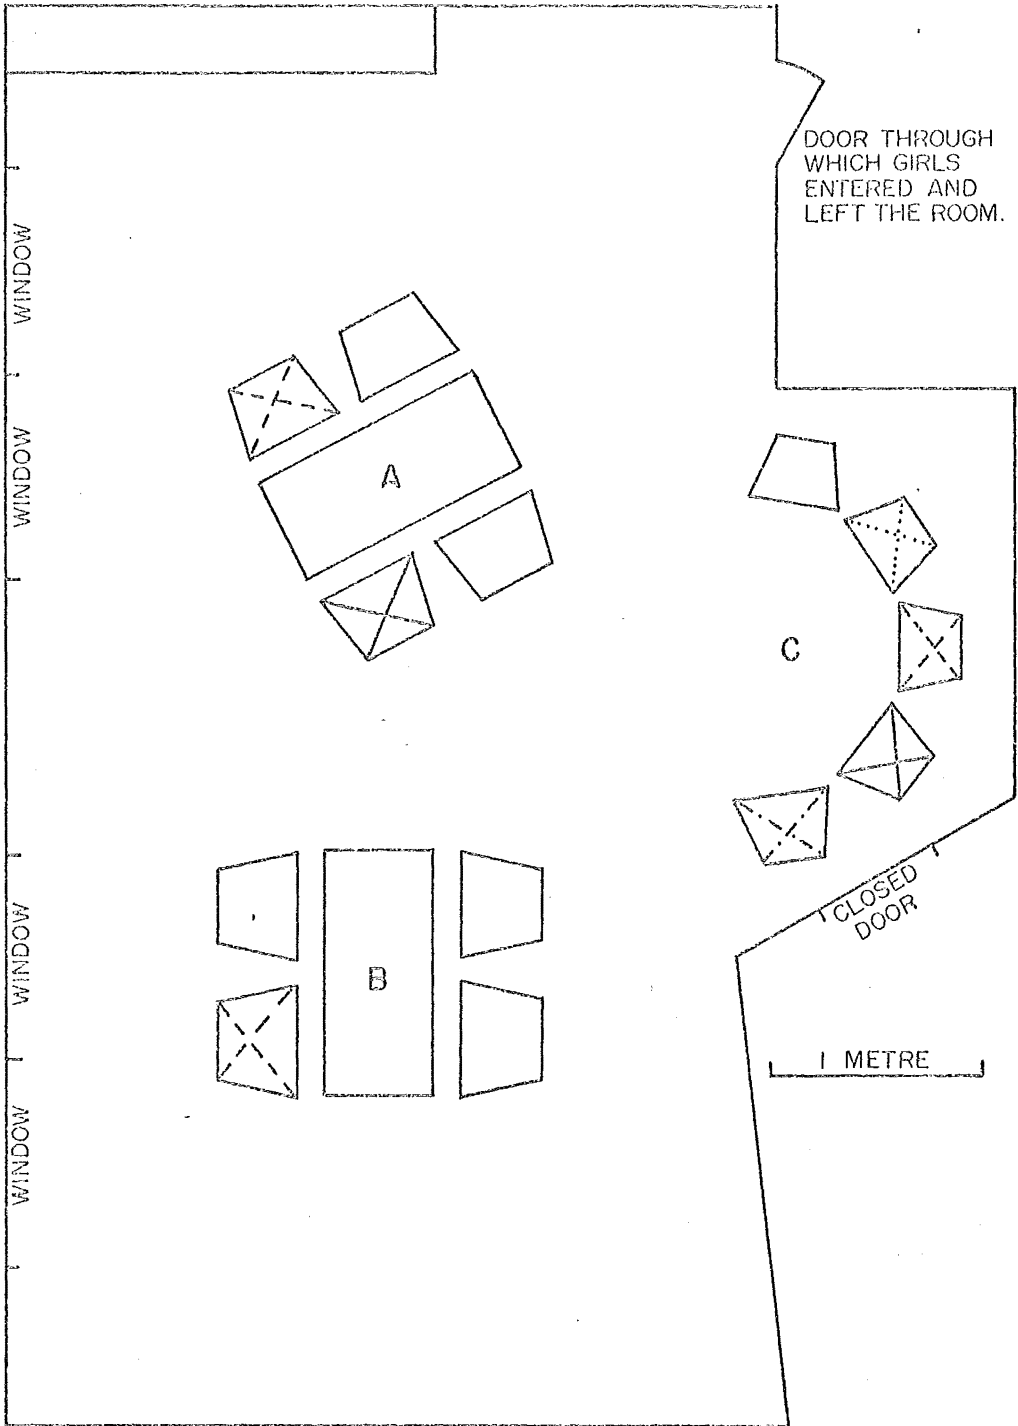 DOOR THROUGH
WHICH GIRLS
ENTERED AND
LEFT THE ROOM.
WINDOW
WINDOW
A
C
CLOSED
DOOR
B
WINDOW
1 METRE
WINDOW